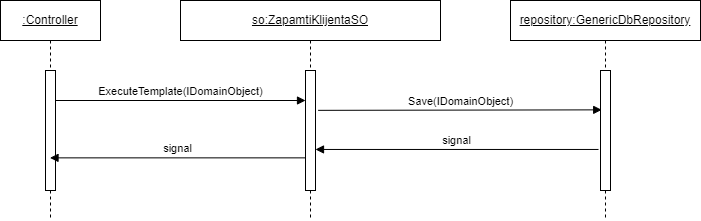 :Controller
so:ZapamtiKlijentaSO
repository:GenericDbRepository
ExecuteTemplate(IDomainObject)
Save(IDomainObject)
signal
signal